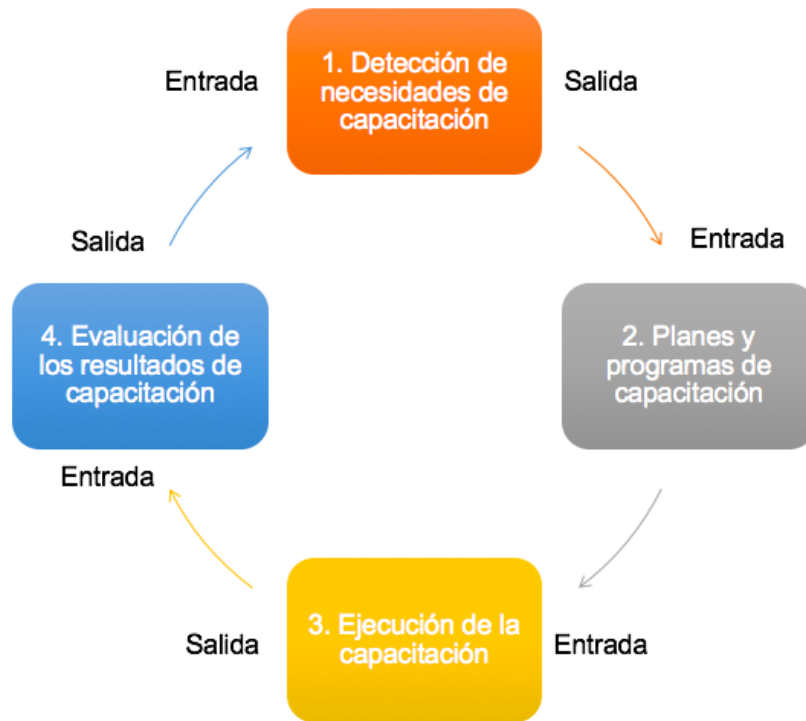 Entrada
1. Detección de
necesidades de
capacitación
Salida
Entrada
2. Planes y
programas de
capacitación
Entrada
3. Ejecución de la
capacitación
Salida
Entrada
4. Evaluación de
los resultados de
capacitación
Salida